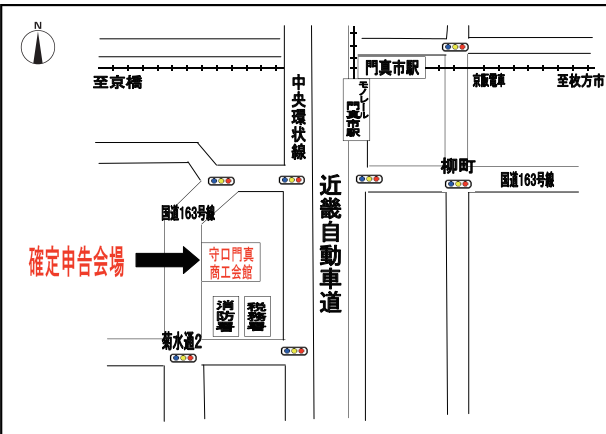 N
門真市駅
至京橋
京阪電車
至枚方市
中央環状線
モノレール
門真市駅
柳町
国道163号線
近畿自動車道
国道163号線
確定申告会場
守口門真
商工会館
消防署
税務署
菊水通2